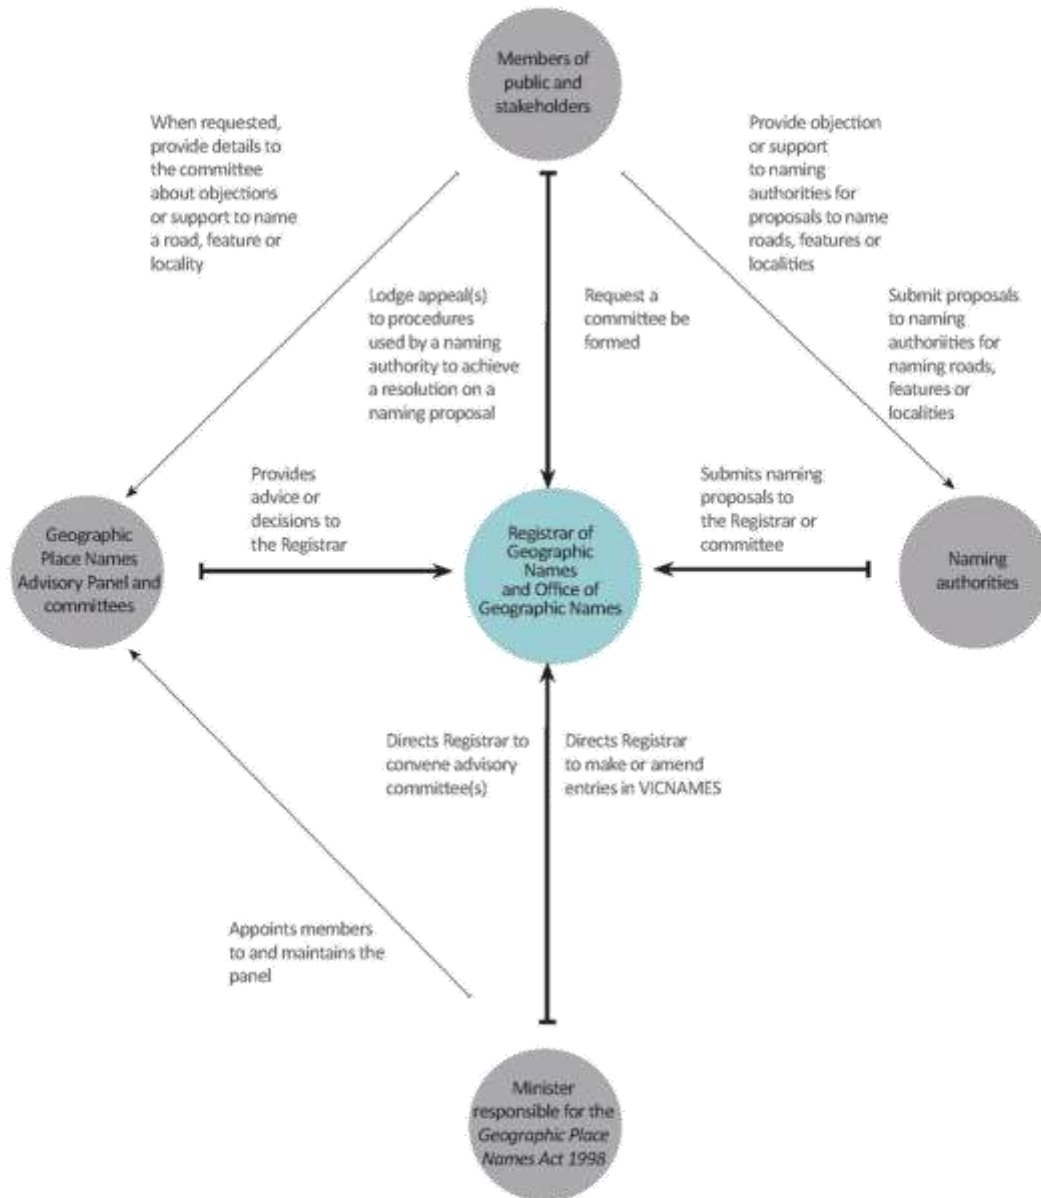 Members of
public and
stakeholders
When requested,
provide details to
the committee
about objections
or support to name
a road, feature or
locality
Provide objection
or support
to naming
authorities for
proposals to name
roads, features or
localities
Lodge appeal(s)
to procedures
used by a naming
authority to achieve
a resolution on a
naming proposal
Request a
committee be
formed
Submit proposals
to naming
authoriities for
naming roads,
features or
localities
Provides
advice or
decisions to
the Registrar
Submits naming
proposals to
the Registrar or
committee
Geographic
Place Names
Advisory Panel and
committees
Registrar of
Geographic
Names
and Office of
Geographic Names
Naming
authorities
Directs Registrar to
convene advisory
committee(s)
Directs Registrar
to make or amend
entries in VICNAMES
Appoints members
to and maintains the
panel
Minister
responsible for the
Geographic Place
Names Act 1998